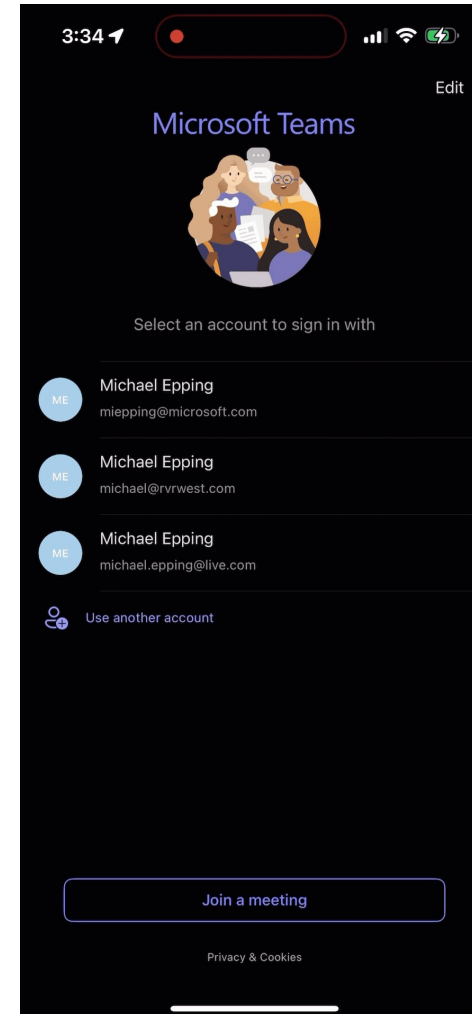 3:34
Edit
Microsoft Teams
Select an account to sign in with
ME
Michael Epping
miepping@microsoft.com
ME
Michael Epping
michael@rvrwest.com
ME
Michael Epping
michael.epping@live.com
Use another account
Join a meeting
Privacy & Cookies